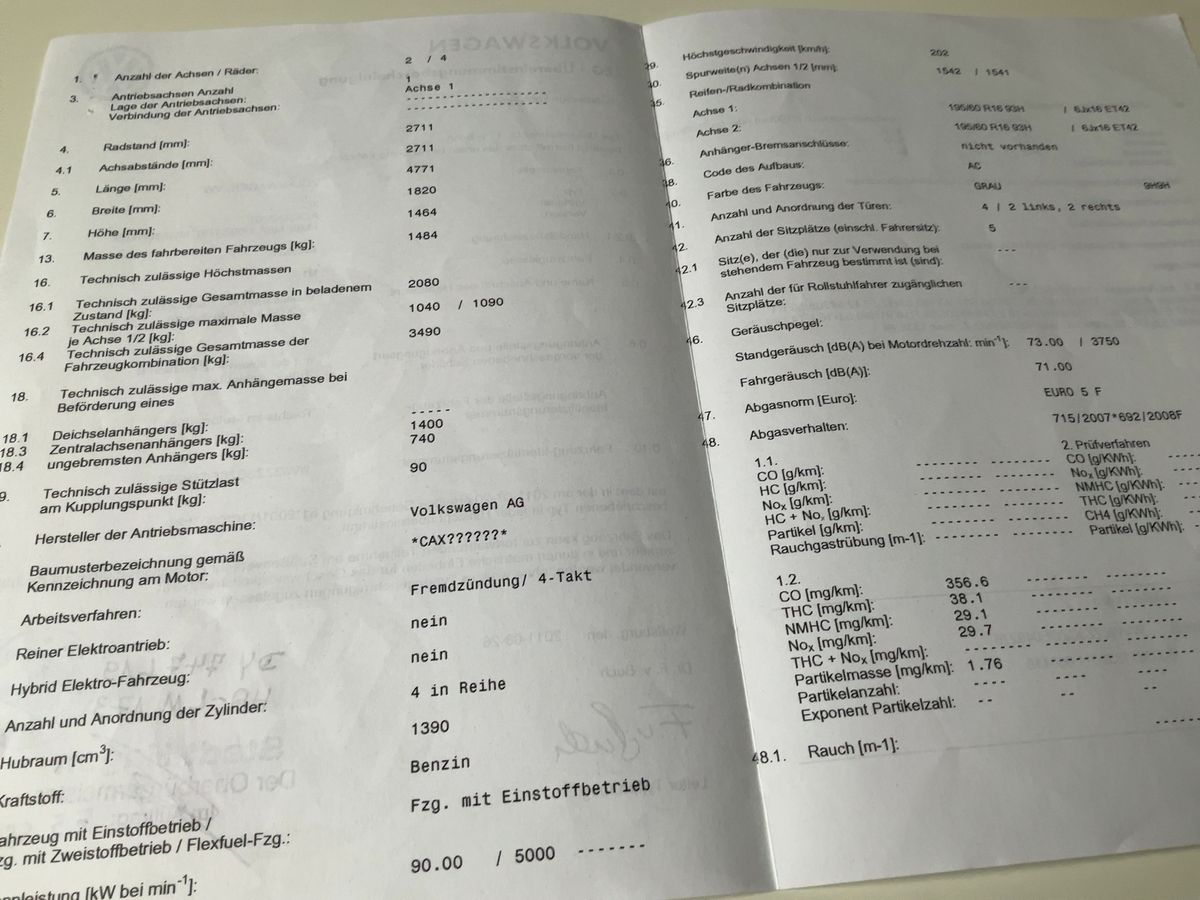 1. Anzahl der Achsen / Räder: 2 / 4
3. Antriebsachsen Anzahl 1
Lage der Antriebsachsen: Achse 1
Verbindung der Antriebsachsen:
4. Radstand [mm]: 2711
4.1 Achsabstände [mm]: 2711
5. Länge [mm]: 4771
6. Breite [mm]: 1820
7. Höhe [mm]: 1464
13. Masse des fahrbereiten Fahrzeugs [kg]: 1484
16. Technisch zulässige Höchstmassen
16.1 Technisch zulässige Gesamtmasse in beladenem
Zustand [kg]: 2080
16.2 Technisch zulässige maximale Masse
je Achse 1/2 [kg]: 1040 / 1090
16.4 Technisch zulässige Gesamtmasse der
Fahrzeugkombination [kg]: 3490
18. Technisch zulässige max. Anhängemasse bei
Beförderung eines
18.1 Deichselanhängers [kg]: -----
18.3 Zentralachsenanhängers [kg]: 1400
18.4 ungebremsten Anhängers [kg]: 740
9. Technisch zulässige Stützlast
am Kupplungspunkt [kg]: 90
Hersteller der Antriebsmaschine: Volkswagen AG
Baumusterbezeichnung gemäß
Kennzeichnung am Motor: *CAX??????*
Arbeitsverfahren: Fremdzündung/ 4-Takt
Reiner Elektroantrieb: nein
Hybrid Elektro-Fahrzeug: nein
Anzahl und Anordnung der Zylinder: 4 in Reihe
Hubraum [cm³]: 1390
Kraftstoff: Benzin
ahrzeug mit Einstoffbetrieb / Fzg. mit Einstoffbetrieb
zg. mit Zweistoffbetrieb / Flexfuel-Fzg.:
nnleistung [kW bei min⁻¹]: 90.00 / 5000 -------
29. Höchstgeschwindigkeit [km/h]: 202
30. Spurweite(n) Achsen 1/2 [mm]: 1542 / 1541
35. Reifen-/Radkombination
Achse 1: 195/60 R16 93H / 6Jx16 ET42
Achse 2: 195/60 R16 93H / 6Jx16 ET42
36. Anhänger-Bremsanschlüsse: nicht vorhanden
38. Code des Aufbaus: AC
40. Farbe des Fahrzeugs: GRAU 9H9H
41. Anzahl und Anordnung der Türen: 4 / 2 links, 2 rechts
42. Anzahl der Sitzplätze (einschl. Fahrersitz): 5
42.1 Sitz(e), der (die) nur zur Verwendung bei
stehendem Fahrzeug bestimmt ist (sind): ---
42.3 Anzahl der für Rollstuhlfahrer zugänglichen
Sitzplätze: ---
46. Geräuschpegel:
Standgeräusch [dB(A) bei Motordrehzahl: min⁻¹]: 73.00 / 3750
Fahrgeräusch [dB(A)]: 71.00
47. Abgasnorm [Euro]: EURO 5 F
48. Abgasverhalten: 715/2007*692/2008F
1.1. 2. Prüfverfahren
CO [g/km]: CO [g/KWh]
HC [g/km]: Noₓ [g/KWh]
Noₓ [g/km]: NMHC [g/KWh]
HC + Noₓ [g/km]: THC [g/KWh]
Partikel [g/km]: CH4 [g/KWh]
Rauchgastrübung [m-1]: Partikel [g/KWh]
1.2.
CO [mg/km]: 356.6
THC [mg/km]: 38.1
NMHC [mg/km]: 29.1
Noₓ [mg/km]: 29.7
THC + Noₓ [mg/km]:
Partikelmasse [mg/km]: 1.76
Partikelanzahl: ----
Exponent Partikelzahl: --
48.1. Rauch [m-1]: -----